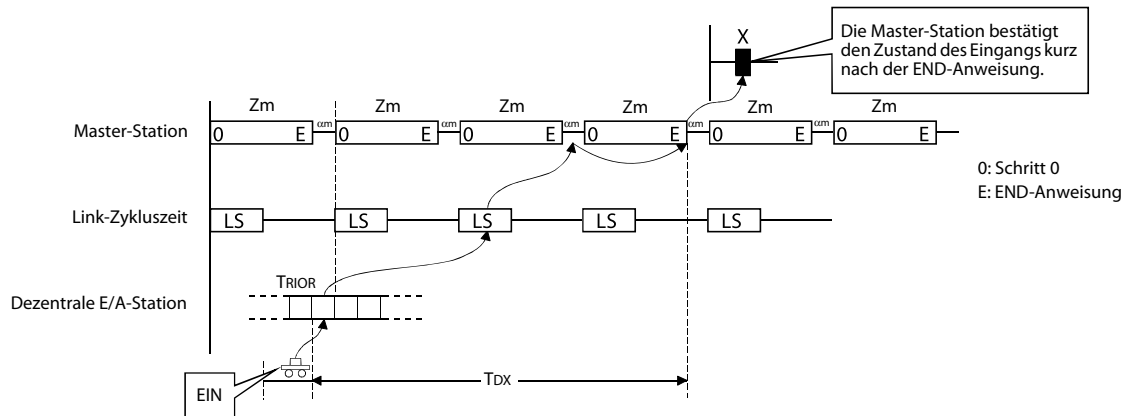 X
Die Master-Station bestätigt
den Zustand des Eingangs kurz
nach der END-Anweisung.
Zm Zm Zm Zm Zm Zm
Master-Station
0 E αm 0 E αm 0 E αm 0 E αm 0 E αm 0 E
0: Schritt 0
E: END-Anweisung
Link-Zykluszeit
LS LS LS LS LS
TRIOR
Dezentrale E/A-Station
TDX
EIN